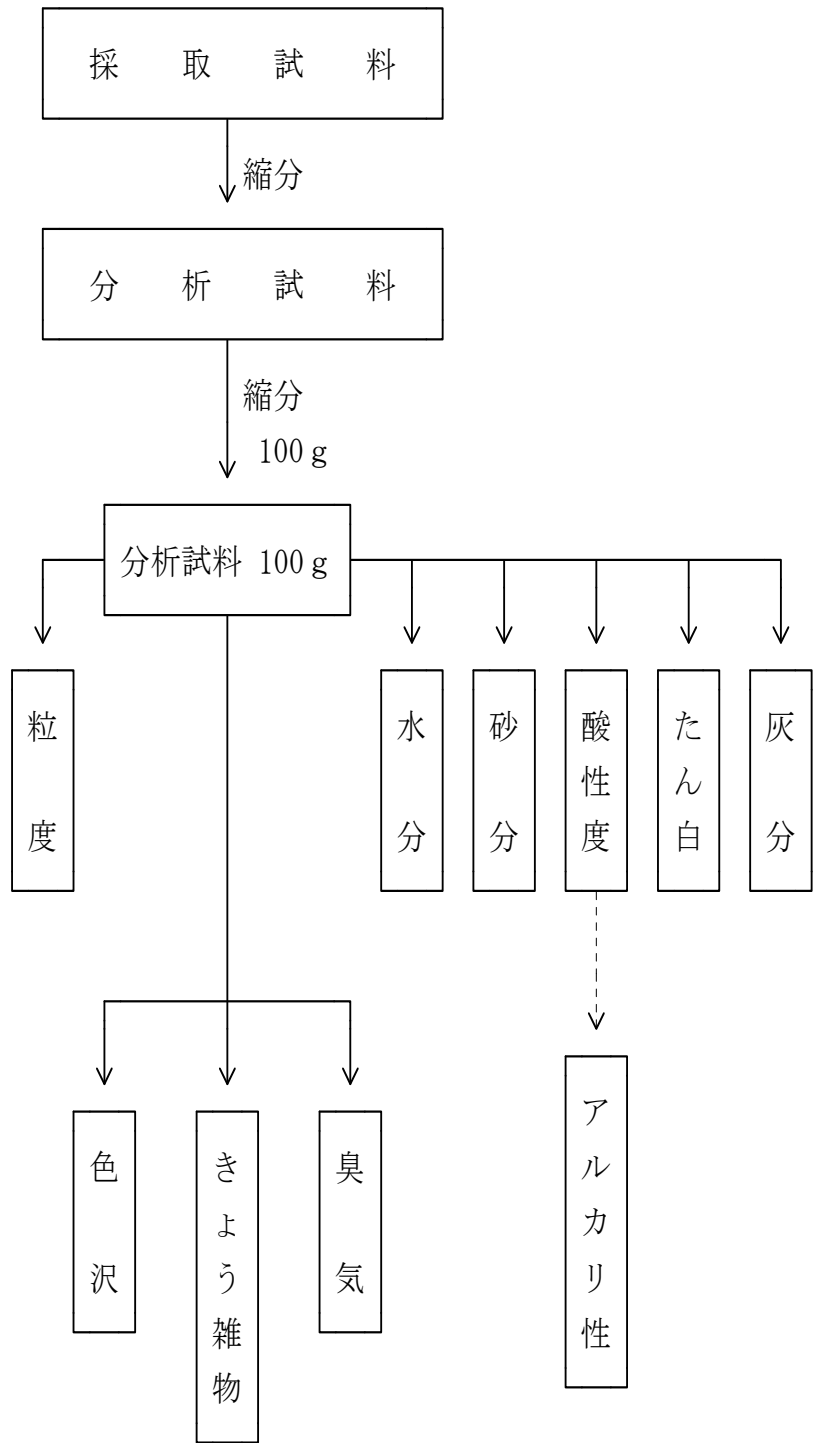 採取試料
縮分
分析試料
縮分
100ｇ
分析試料 100ｇ
粒度
水分
砂分
酸性度
たん白
灰分
色沢
きょう雑物
臭気
アルカリ性